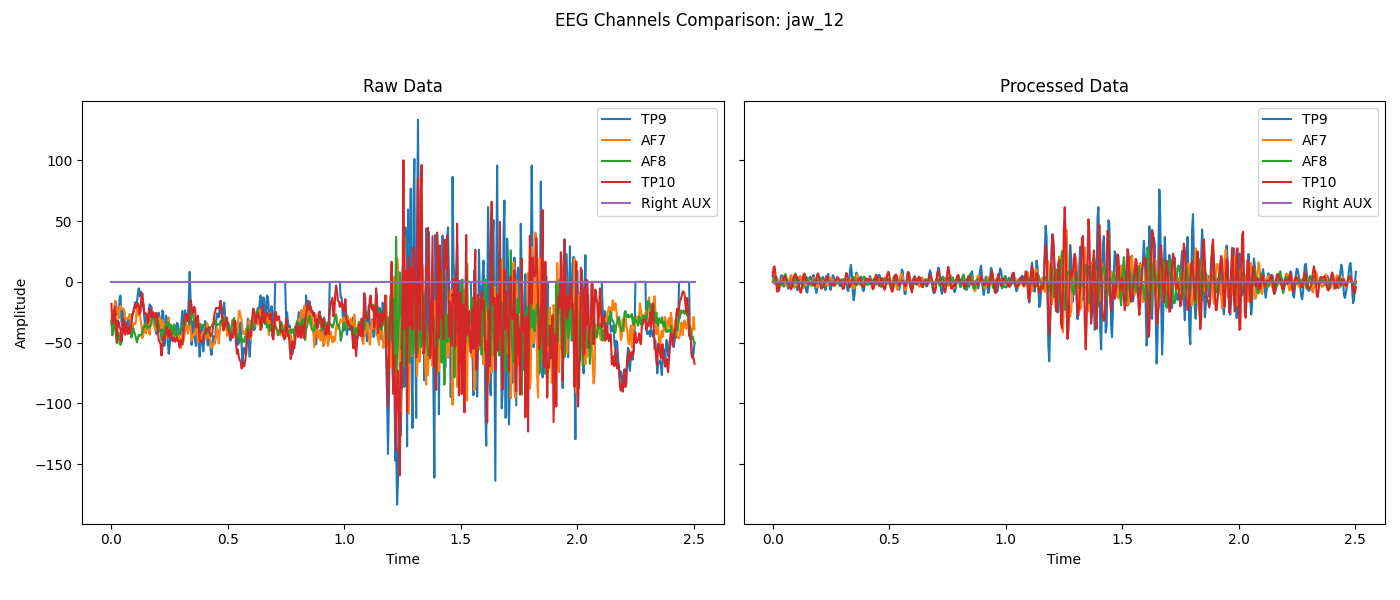 EEG Channels Comparison: jaw_12
Raw Data
Amplitude
100
50
0
−50
−100
−150
TP9
AF7
AF8
TP10
Right AUX
0.0 0.5 1.0 1.5 2.0 2.5
Time
Processed Data
TP9
AF7
AF8
TP10
Right AUX
0.0 0.5 1.0 1.5 2.0 2.5
Time